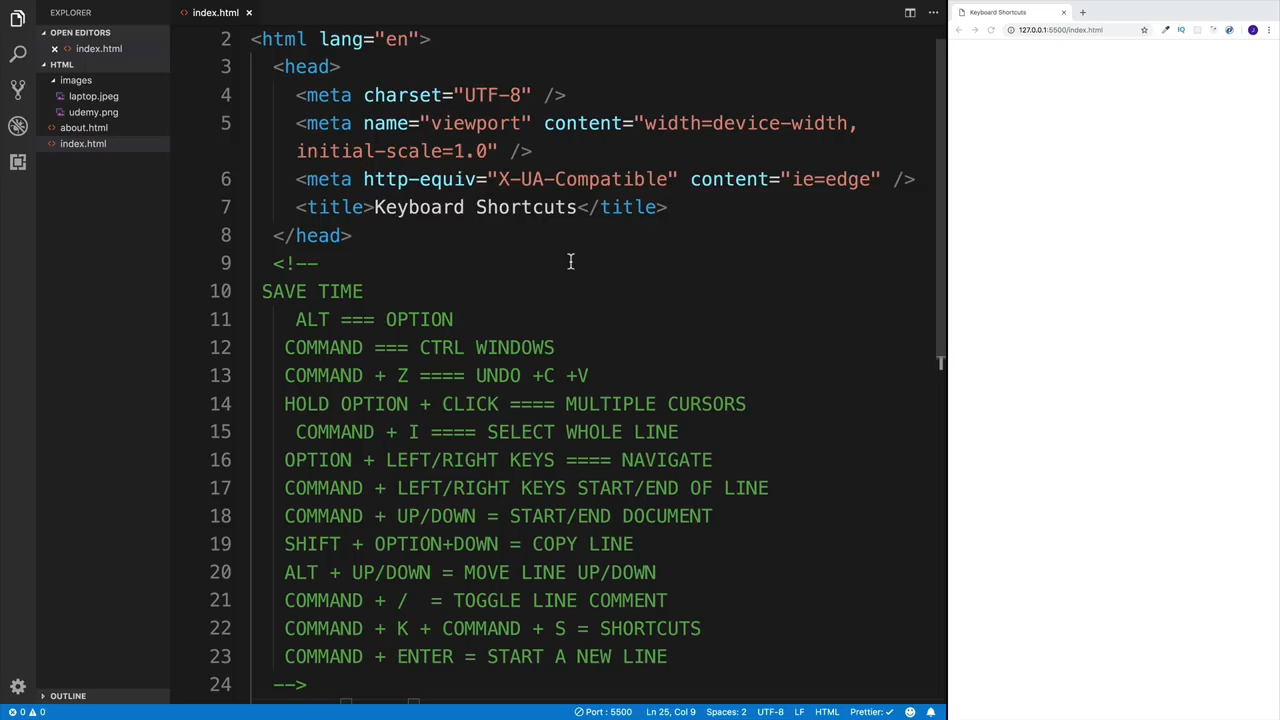 EXPLORER
OPEN EDITORS
index.html
HTML
images
laptop.jpeg
udemy.png
about.html
index.html
OUTLINE
index.html
2 <html lang="en">
3 <head>
4 <meta charset="UTF-8" />
5 <meta name="viewport" content="width=device-width,
initial-scale=1.0" />
6 <meta http-equiv="X-UA-Compatible" content="ie=edge" />
7 <title>Keyboard Shortcuts</title>
8 </head>
9 <!--
10 SAVE TIME
11 ALT === OPTION
12 COMMAND === CTRL WINDOWS
13 COMMAND + Z ==== UNDO +C +V
14 HOLD OPTION + CLICK ==== MULTIPLE CURSORS
15 COMMAND + I ==== SELECT WHOLE LINE
16 OPTION + LEFT/RIGHT KEYS ==== NAVIGATE
17 COMMAND + LEFT/RIGHT KEYS START/END OF LINE
18 COMMAND + UP/DOWN = START/END DOCUMENT
19 SHIFT + OPTION+DOWN = COPY LINE
20 ALT + UP/DOWN = MOVE LINE UP/DOWN
21 COMMAND + /  = TOGGLE LINE COMMENT
22 COMMAND + K + COMMAND + S = SHORTCUTS
23 COMMAND + ENTER = START A NEW LINE
24 -->
Keyboard Shortcuts
127.0.0.1:5500/index.html
IQ
J
0 0 Port : 5500 Ln 25, Col 9 Spaces: 2 UTF-8 LF HTML Prettier: ✓